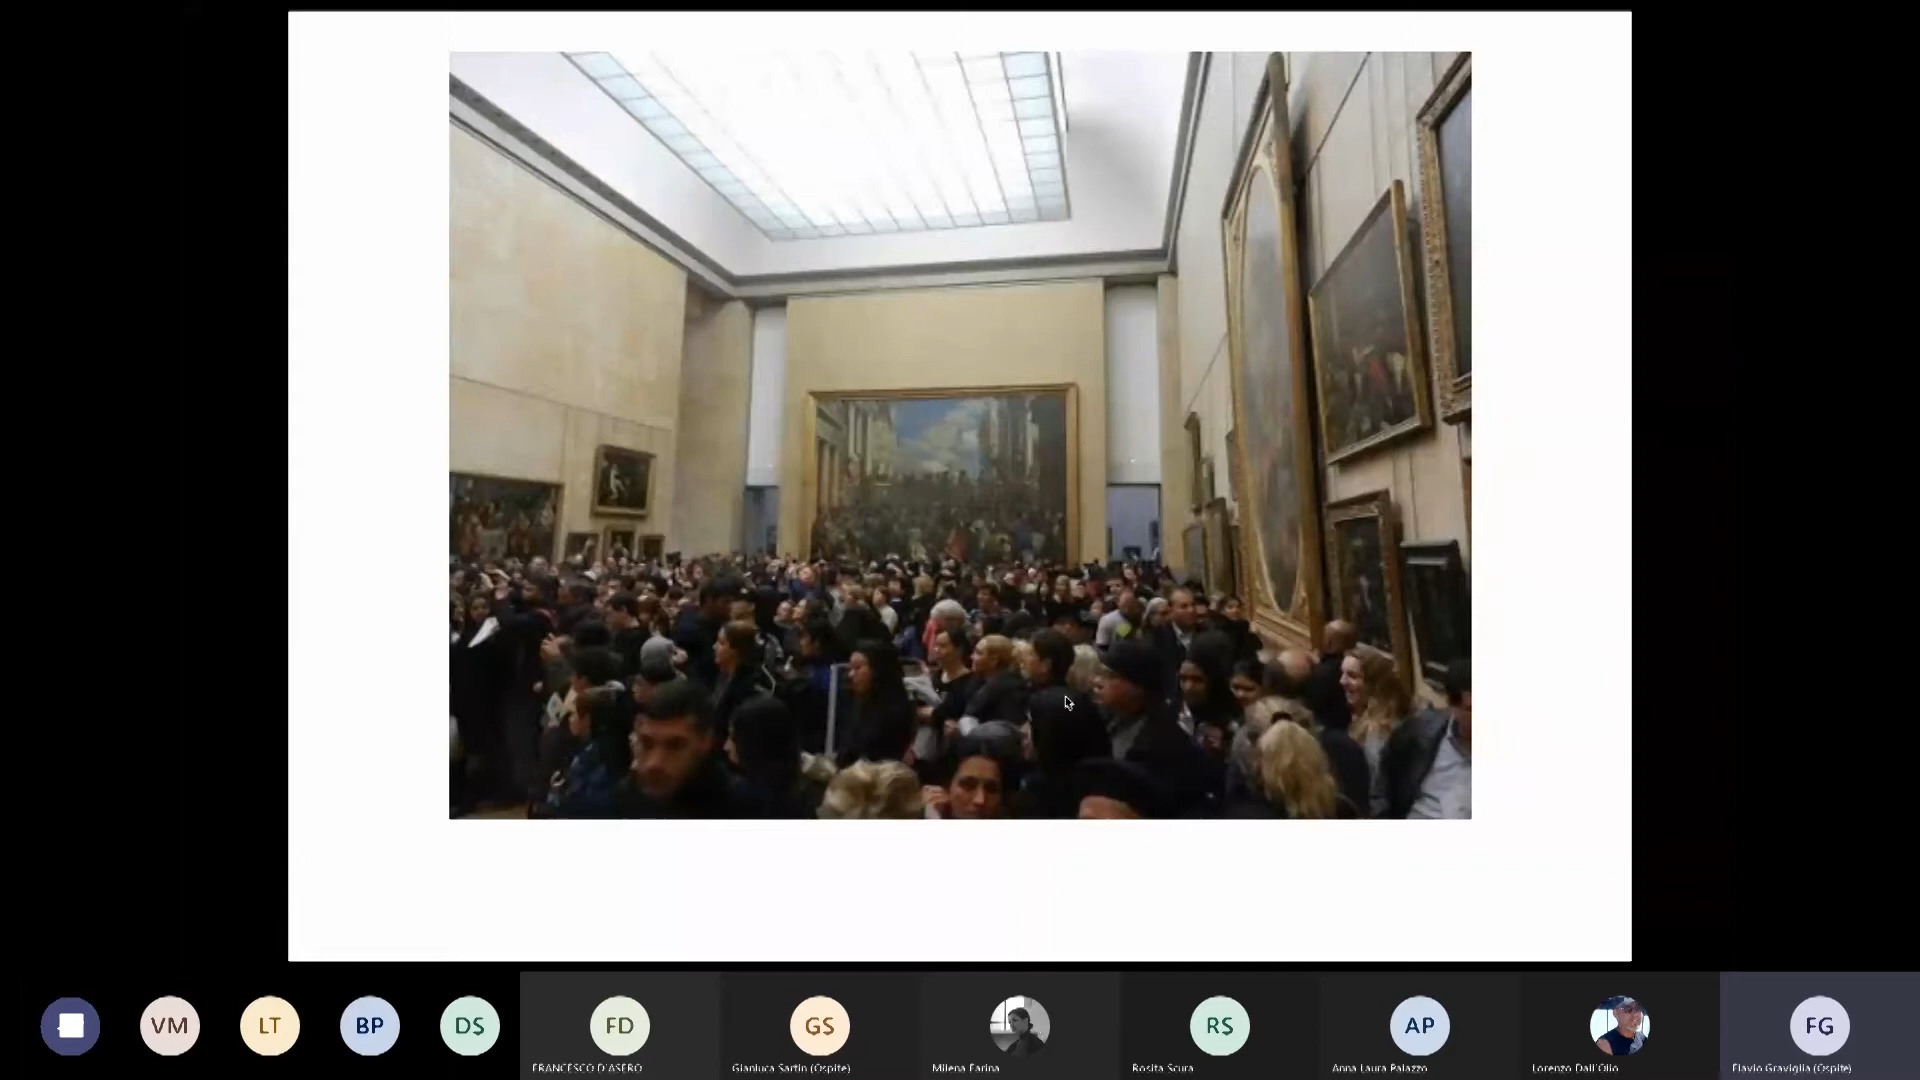 VM
LT
BP
DS
FD
GS
RS
AP
FG
FRANCESCO D'ASERO
Gianluca Sartin (Ospite)
Milena Farina
Rosita Scura
Anna Laura Palazzo
Lorenzo Dall'Olio
Flavio Graviglia (Ospite)